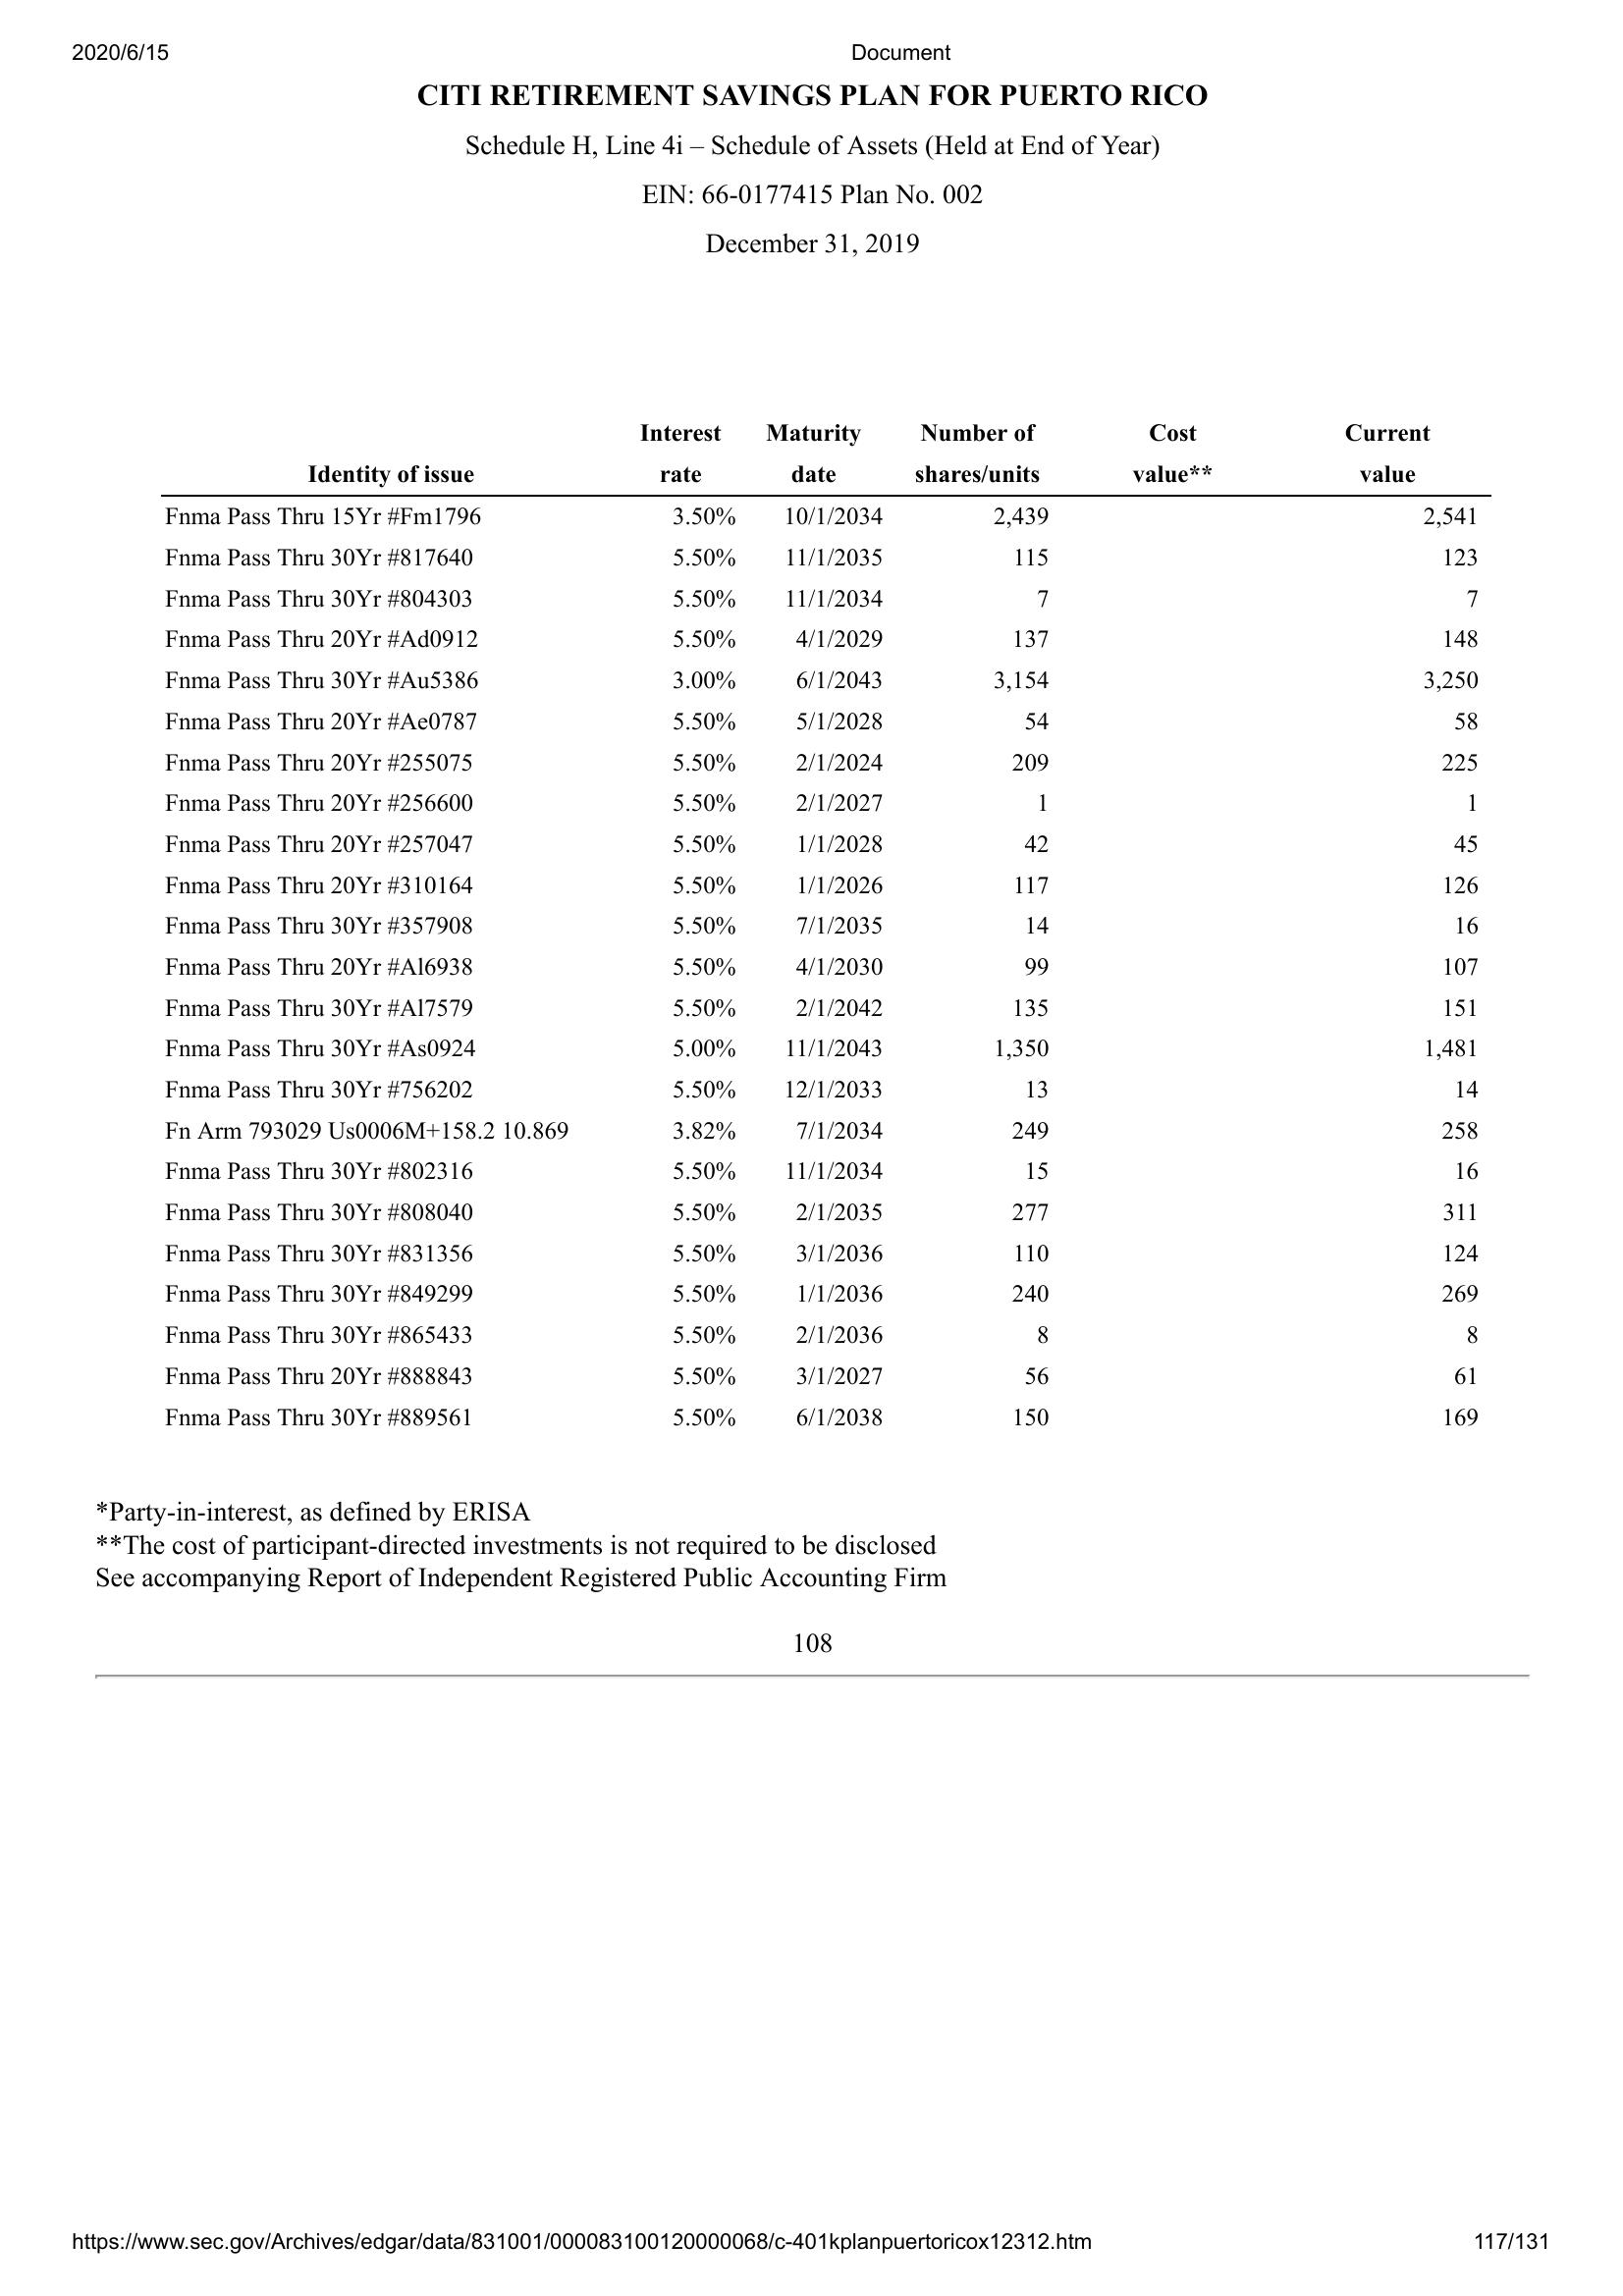 2020/6/15 Document
CITI RETIREMENT SAVINGS PLAN FOR PUERTO RICO
Schedule H, Line 4i – Schedule of Assets (Held at End of Year)
EIN: 66-0177415 Plan No. 002
December 31, 2019
Interest Maturity Number of Cost Current
Identity of issue rate date shares/units value** value
Fnma Pass Thru 15Yr #Fm1796 3.50% 10/1/2034 2,439 2,541
Fnma Pass Thru 30Yr #817640 5.50% 11/1/2035 115 123
Fnma Pass Thru 30Yr #804303 5.50% 11/1/2034 7 7
Fnma Pass Thru 20Yr #Ad0912 5.50% 4/1/2029 137 148
Fnma Pass Thru 30Yr #Au5386 3.00% 6/1/2043 3,154 3,250
Fnma Pass Thru 20Yr #Ae0787 5.50% 5/1/2028 54 58
Fnma Pass Thru 20Yr #255075 5.50% 2/1/2024 209 225
Fnma Pass Thru 20Yr #256600 5.50% 2/1/2027 1 1
Fnma Pass Thru 20Yr #257047 5.50% 1/1/2028 42 45
Fnma Pass Thru 20Yr #310164 5.50% 1/1/2026 117 126
Fnma Pass Thru 30Yr #357908 5.50% 7/1/2035 14 16
Fnma Pass Thru 20Yr #Al6938 5.50% 4/1/2030 99 107
Fnma Pass Thru 30Yr #Al7579 5.50% 2/1/2042 135 151
Fnma Pass Thru 30Yr #As0924 5.00% 11/1/2043 1,350 1,481
Fnma Pass Thru 30Yr #756202 5.50% 12/1/2033 13 14
Fn Arm 793029 Us0006M+158.2 10.869 3.82% 7/1/2034 249 258
Fnma Pass Thru 30Yr #802316 5.50% 11/1/2034 15 16
Fnma Pass Thru 30Yr #808040 5.50% 2/1/2035 277 311
Fnma Pass Thru 30Yr #831356 5.50% 3/1/2036 110 124
Fnma Pass Thru 30Yr #849299 5.50% 1/1/2036 240 269
Fnma Pass Thru 30Yr #865433 5.50% 2/1/2036 8 8
Fnma Pass Thru 20Yr #888843 5.50% 3/1/2027 56 61
Fnma Pass Thru 30Yr #889561 5.50% 6/1/2038 150 169
*Party-in-interest, as defined by ERISA
**The cost of participant-directed investments is not required to be disclosed
See accompanying Report of Independent Registered Public Accounting Firm
108
https://www.sec.gov/Archives/edgar/data/831001/000083100120000068/c-401kplanpuertoricox12312.htm 117/131